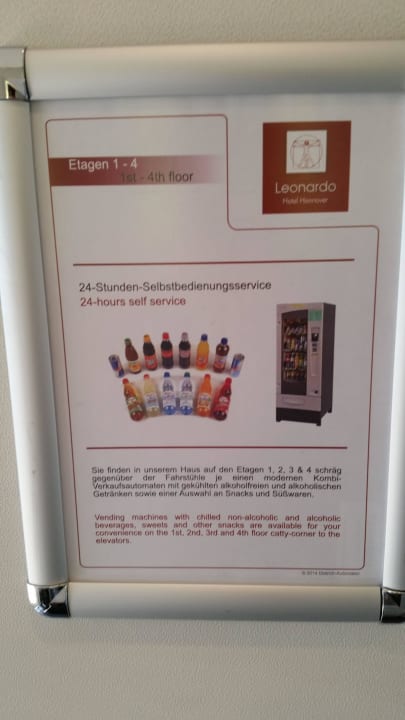 Etagen 1 - 4
1st - 4th floor
Leonardo
Hotel Hannover
24-Stunden-Selbstbedienungsservice
24-hours self service
Sie finden in unserem Haus auf den Etagen 1, 2, 3 & 4 schräg
gegenüber der Fahrstühle je einen modernen Kombi-
Verkaufsautomaten mit gekühlten alkoholfreien und alkoholischen
Getränken sowie einer Auswahl an Snacks und Süßwaren.
Vending machines with chilled non-alcoholic and alcoholic
beverages, sweets and other snacks are available for your
convenience on the 1st, 2nd, 3rd and 4th floor catty-corner to the
elevators.
© 2014